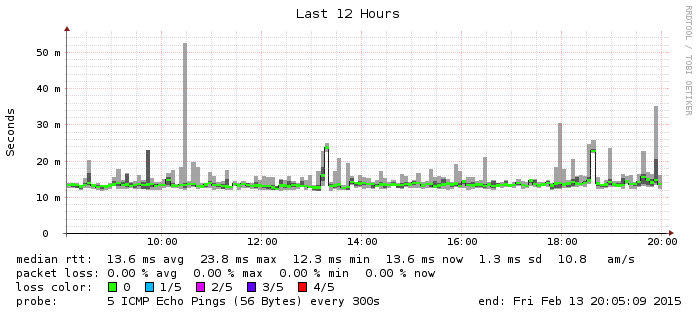 Last 12 Hours
RRDTOOL / TOBI OETIKER
Seconds
50 m
40 m
30 m
20 m
10 m
0
10:00 12:00 14:00 16:00 18:00 20:00
median rtt: 13.6 ms avg 23.8 ms max 12.3 ms min 13.6 ms now 1.3 ms sd 10.8 am/s
packet loss: 0.00 % avg 0.00 % max 0.00 % min 0.00 % now
loss color: 0 1/5 2/5 3/5 4/5
probe: 5 ICMP Echo Pings (56 Bytes) every 300s end: Fri Feb 13 20:05:09 2015